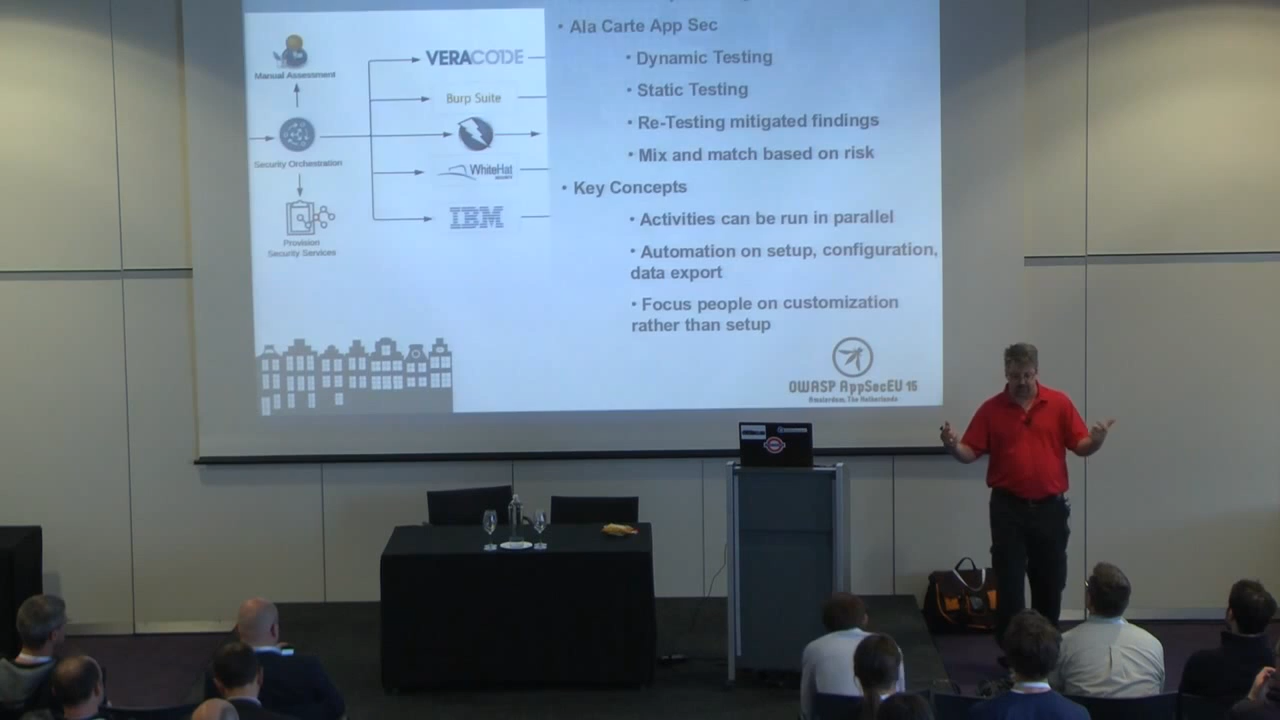 • Ala Carte App Sec
• Dynamic Testing
• Static Testing
• Re-Testing mitigated findings
• Mix and match based on risk
• Key Concepts
• Activities can be run in parallel
• Automation on setup, configuration,
data export
• Focus people on customization
rather than setup
Manual Assessment
Security Orchestration
Provision
Security Services
VERACODE
Burp Suite
WhiteHat
SECURITY
IBM
OWASP AppSecEU 15
Amsterdam, The Netherlands